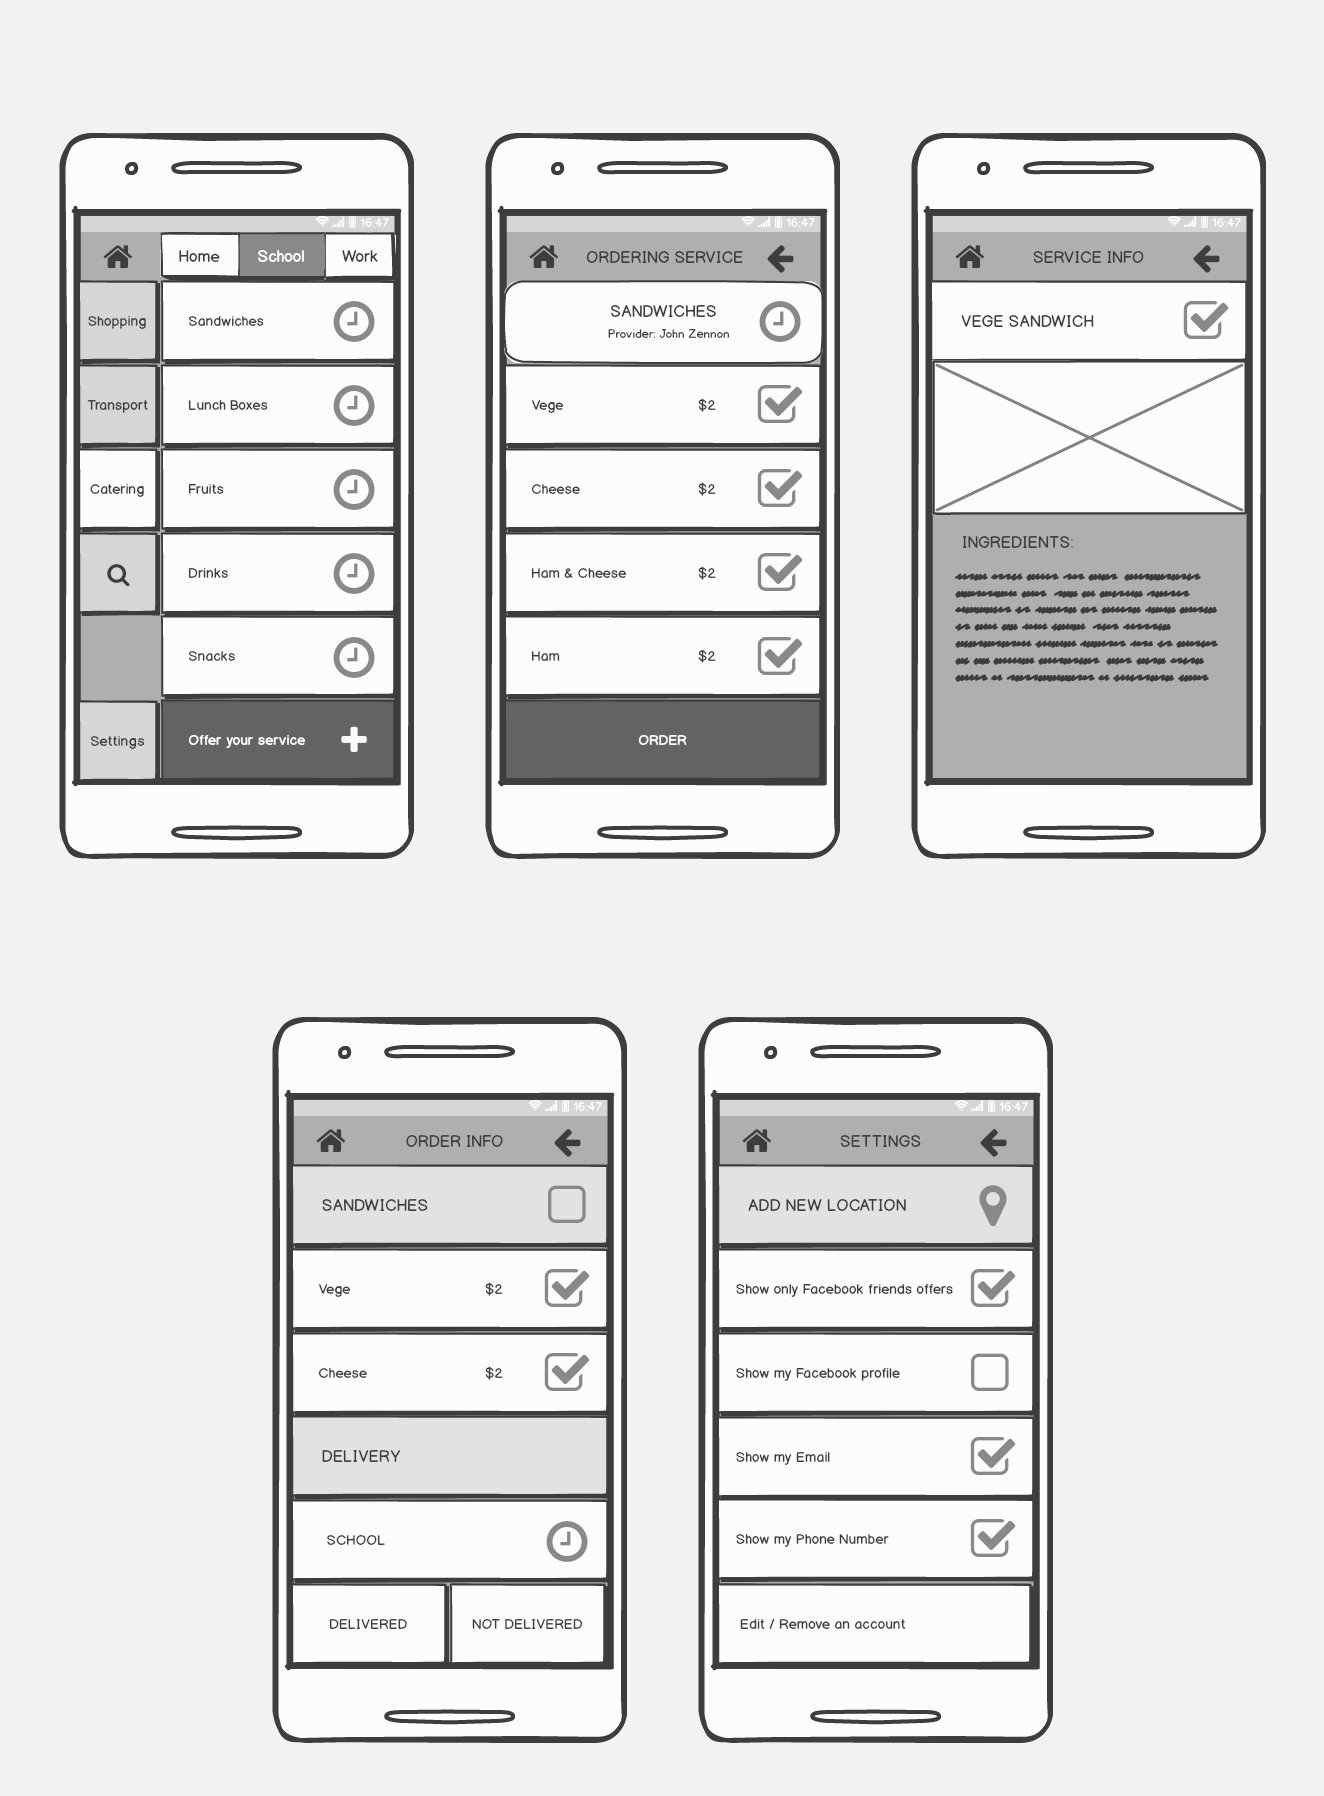 16:47
Home School Work
Shopping Sandwiches
Transport Lunch Boxes
Catering Fruits
Drinks
Snacks
Settings Offer your service
16:47
ORDERING SERVICE
SANDWICHES
Provider: John Zennon
Vege $2
Cheese $2
Ham & Cheese $2
Ham $2
ORDER
16:47
SERVICE INFO
VEGE SANDWICH
INGREDIENTS:
16:47
ORDER INFO
SANDWICHES
Vege $2
Cheese $2
DELIVERY
SCHOOL
DELIVERED NOT DELIVERED
16:47
SETTINGS
ADD NEW LOCATION
Show only Facebook friends offers
Show my Facebook profile
Show my Email
Show my Phone Number
Edit / Remove an account